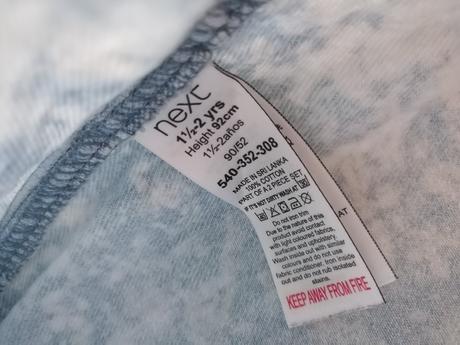 next
1½-2 yrs
Height 92cm
1½-2años
90/52
540-352-308
MADE IN SRI LANKA
100% COTTON
PART OF A 2 PIECE SET
IF IT'S NOT DIRTY WASH AT
30
Do not iron trim
Due to the nature of this
product avoid contact
with light coloured fabrics,
surfaces and upholstery.
Wash inside out with similar
colours and do not use
fabric conditioner. Iron inside
out and do not rub isolated
stains.
KEEP AWAY FROM FIRE
AT